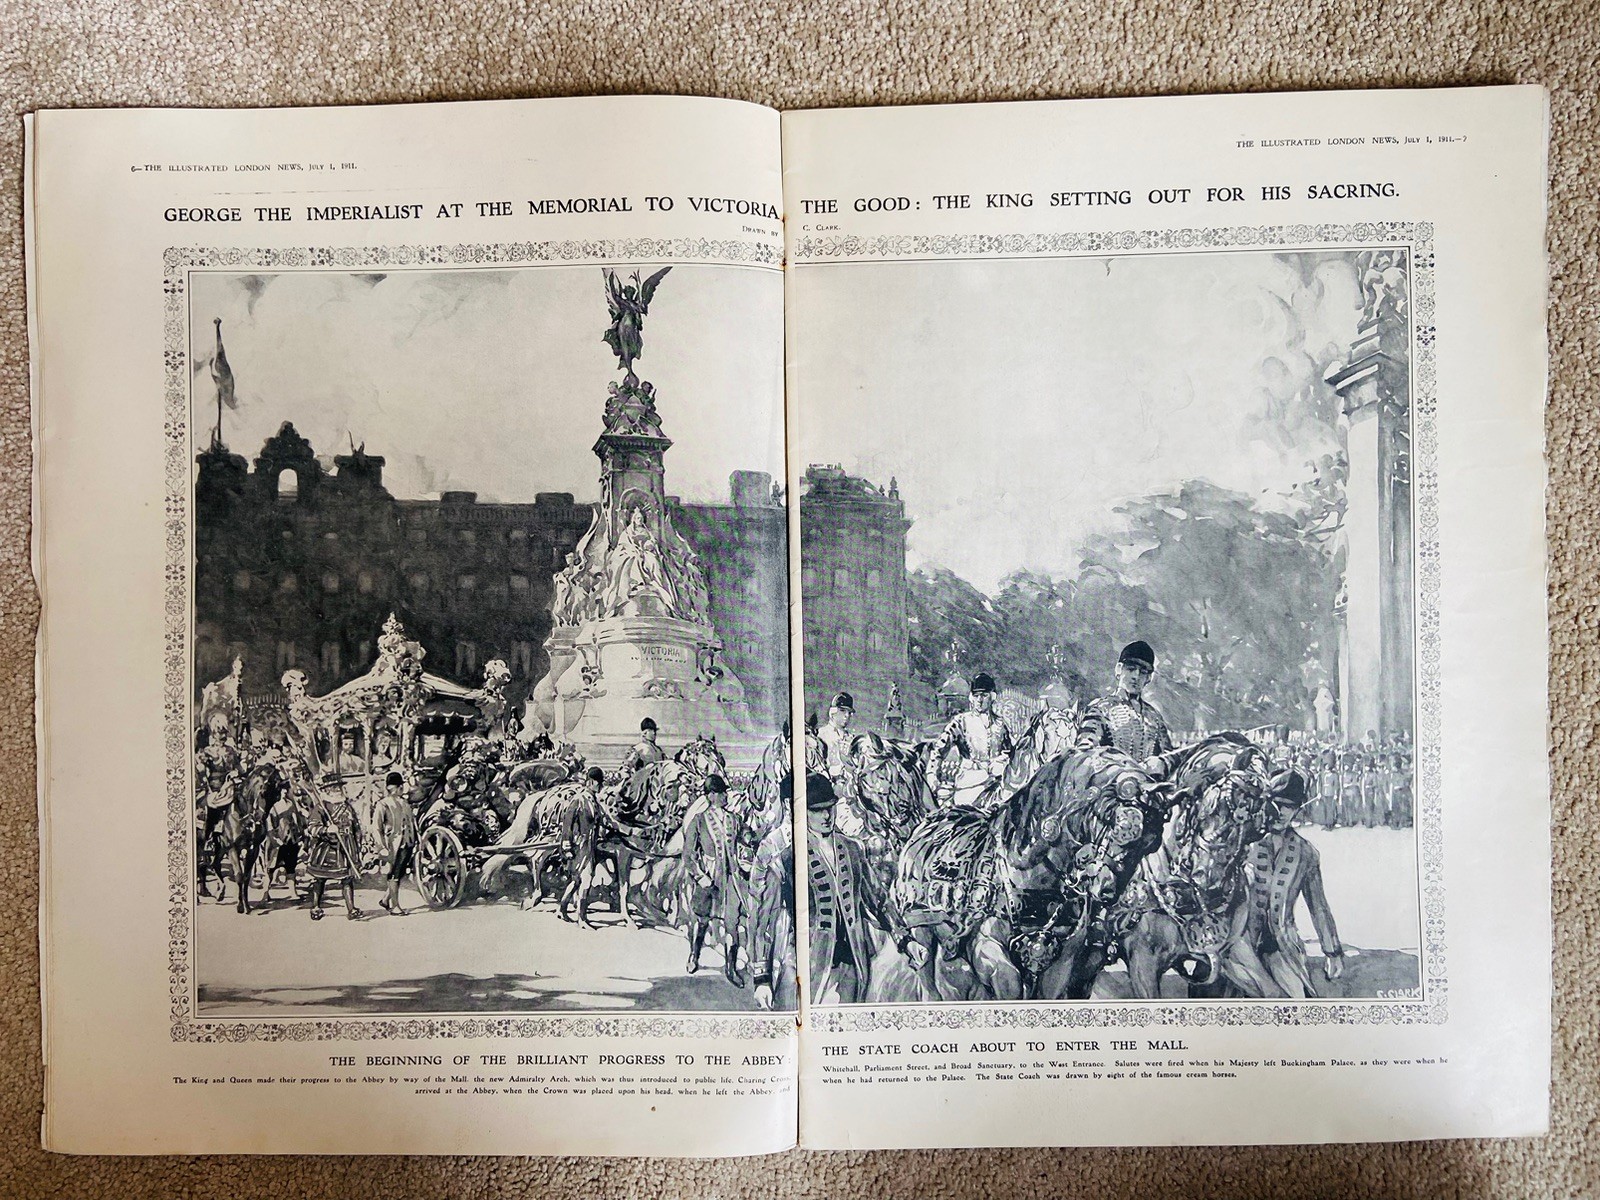 6—THE ILLUSTRATED LONDON NEWS, July 1, 1911.
THE ILLUSTRATED LONDON NEWS, July 1, 1911.—7
GEORGE THE IMPERIALIST AT THE MEMORIAL TO VICTORIA THE GOOD: THE KING SETTING OUT FOR HIS SACRING.
Drawn by C. Clark.
VICTORIA
C. CLARK
THE BEGINNING OF THE BRILLIANT PROGRESS TO THE ABBEY: THE STATE COACH ABOUT TO ENTER THE MALL.
The King and Queen made their progress to the Abbey by way of the Mall, the new Admiralty Arch, which was thus introduced to public life, Charing Cross, Whitehall, Parliament Street, and Broad Sanctuary, to the West Entrance. Salutes were fired when his Majesty left Buckingham Palace, as they were when he
arrived at the Abbey, when the Crown was placed upon his head, when he left the Abbey, and when he had returned to the Palace. The State Coach was drawn by eight of the famous cream horses.